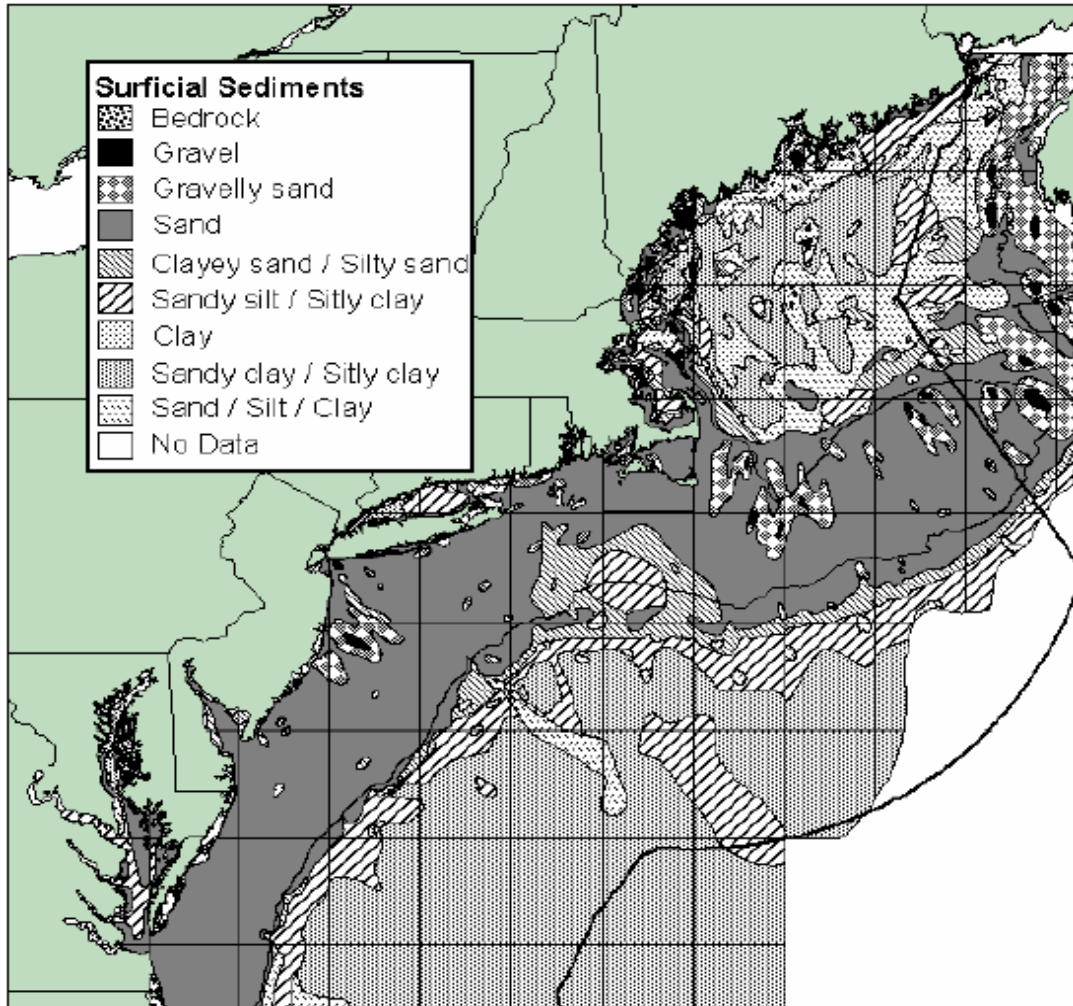 Surficial Sediments
Bedrock
Gravel
Gravelly sand
Sand
Clayey sand / Silty sand
Sandy silt / Sitly clay
Clay
Sandy clay / Sitly clay
Sand / Silt / Clay
No Data